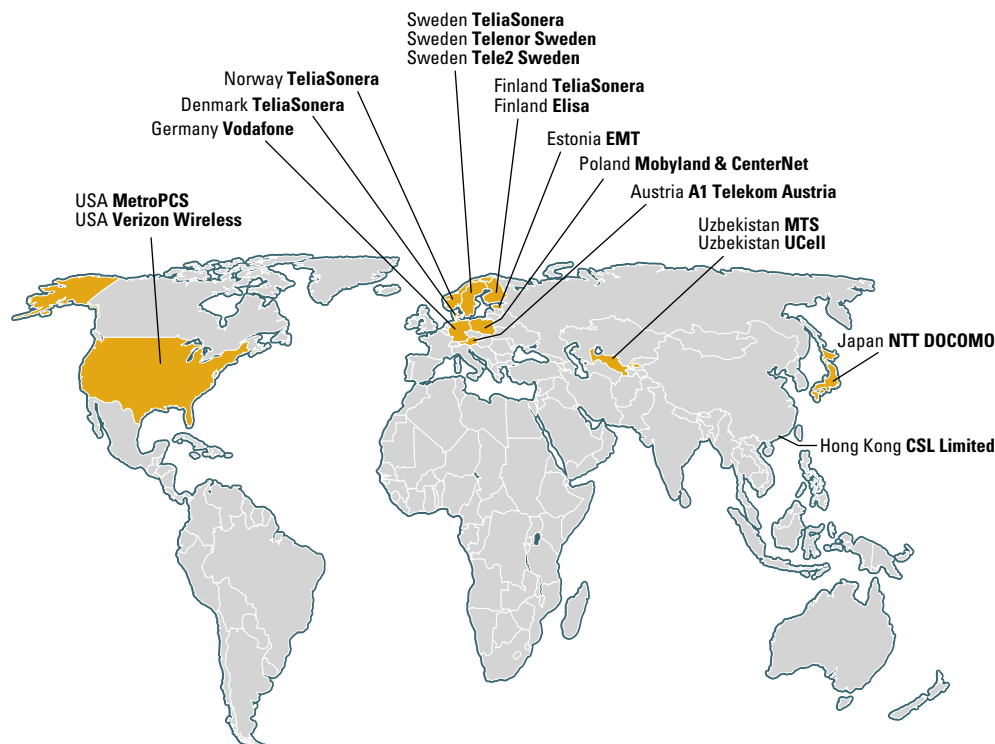 Sweden TeliaSonera
Sweden Telenor Sweden
Sweden Tele2 Sweden
Norway TeliaSonera
Denmark TeliaSonera
Germany Vodafone
Finland TeliaSonera
Finland Elisa
Estonia EMT
Poland Mobyland & CenterNet
Austria A1 Telekom Austria
USA MetroPCS
USA Verizon Wireless
Uzbekistan MTS
Uzbekistan UCell
Japan NTT DOCOMO
Hong Kong CSL Limited